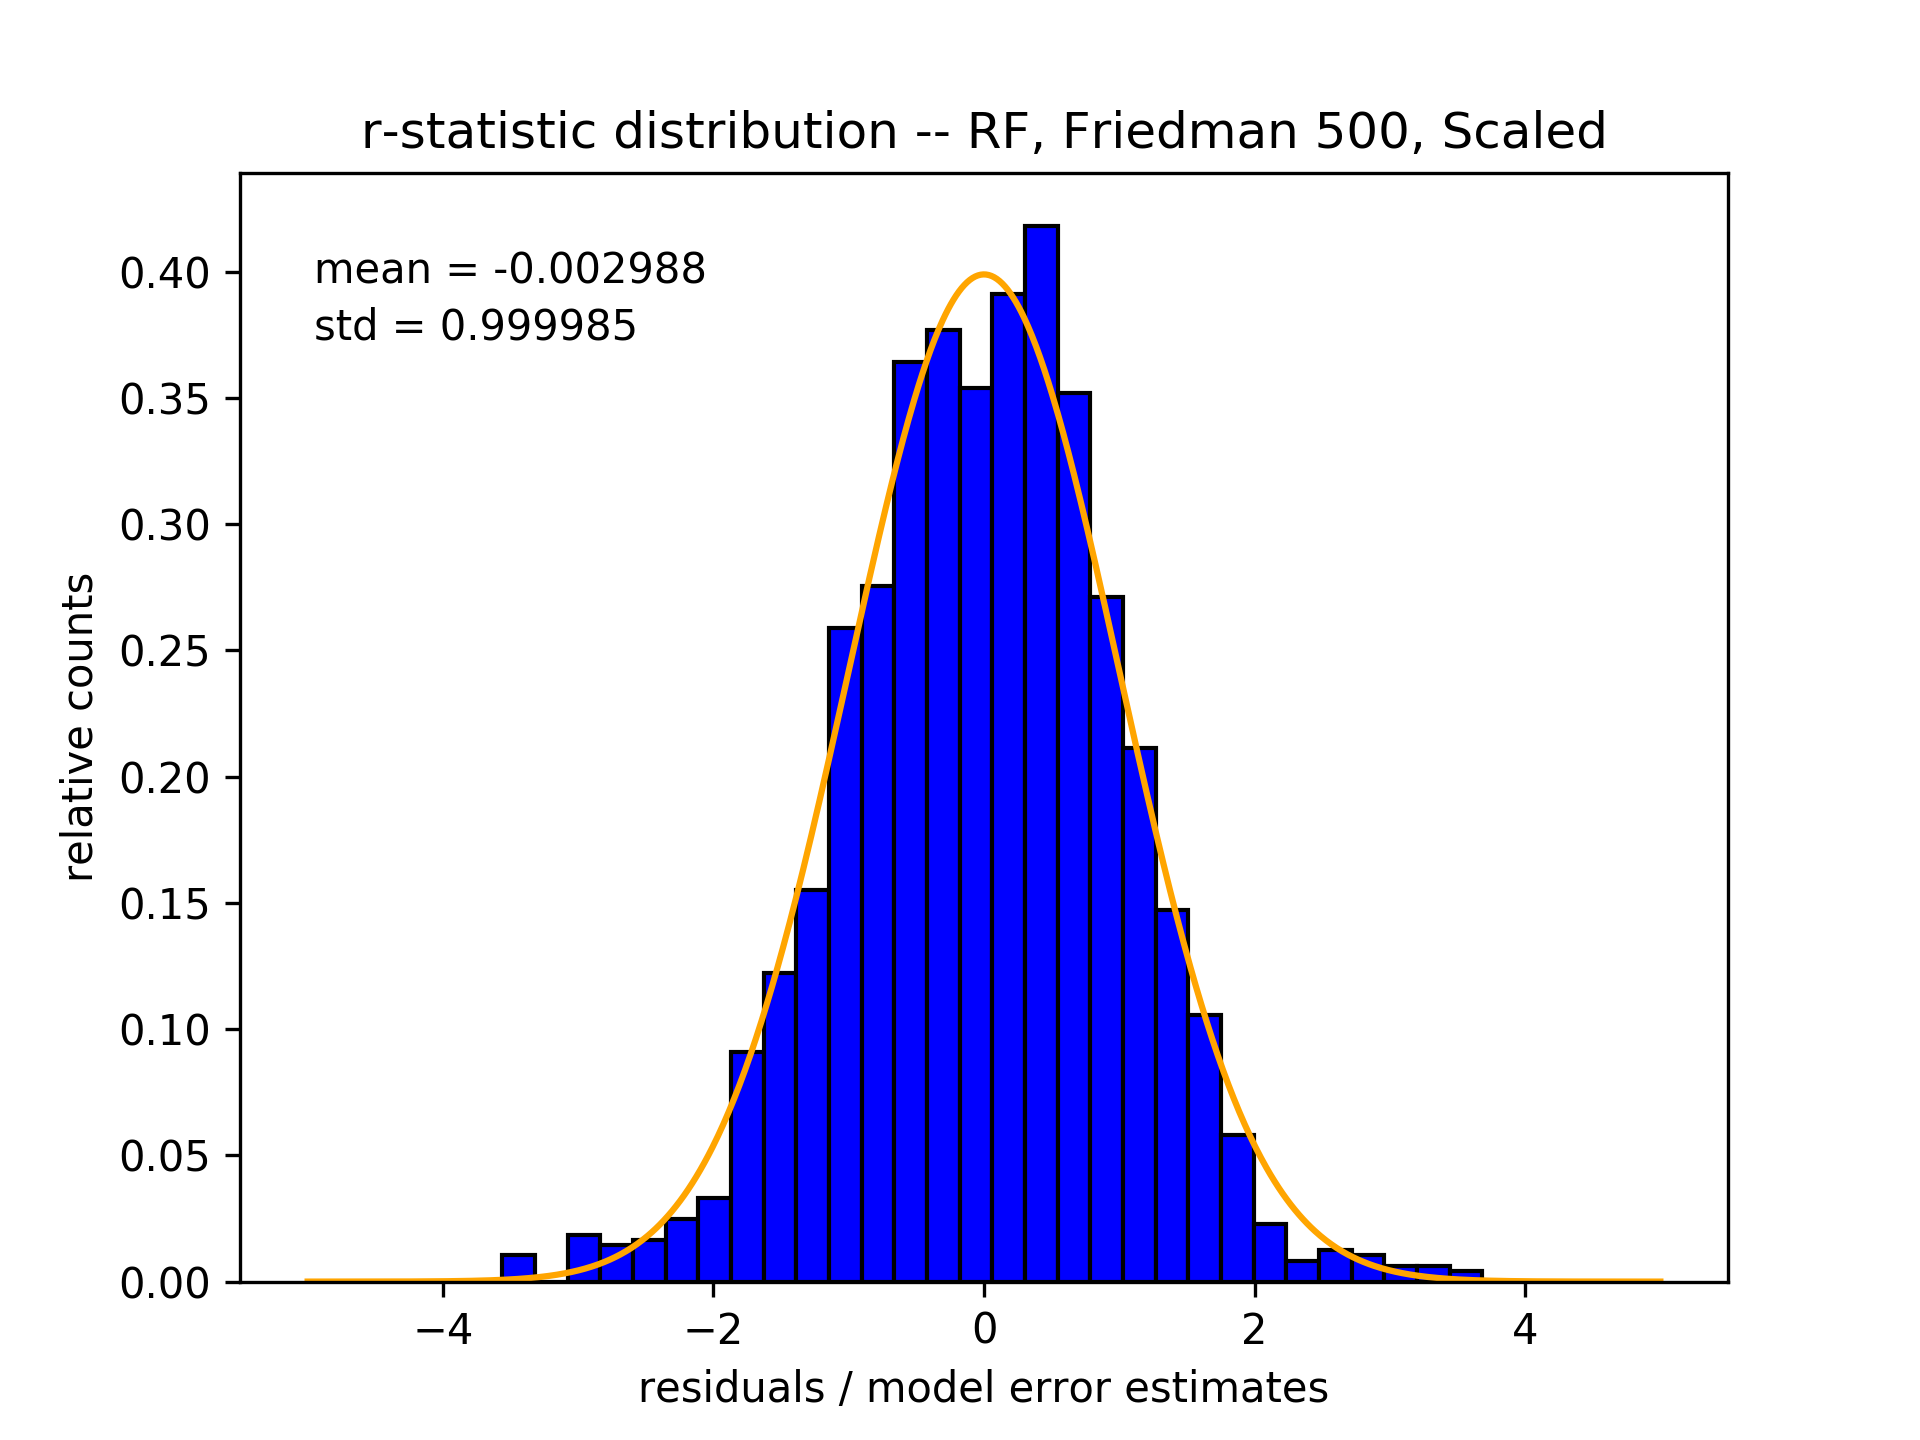 r-statistic distribution -- RF, Friedman 500, Scaled
mean = -0.002988
std = 0.999985
relative counts
0.40
0.35
0.30
0.25
0.20
0.15
0.10
0.05
0.00
−4
−2
0
2
4
residuals / model error estimates